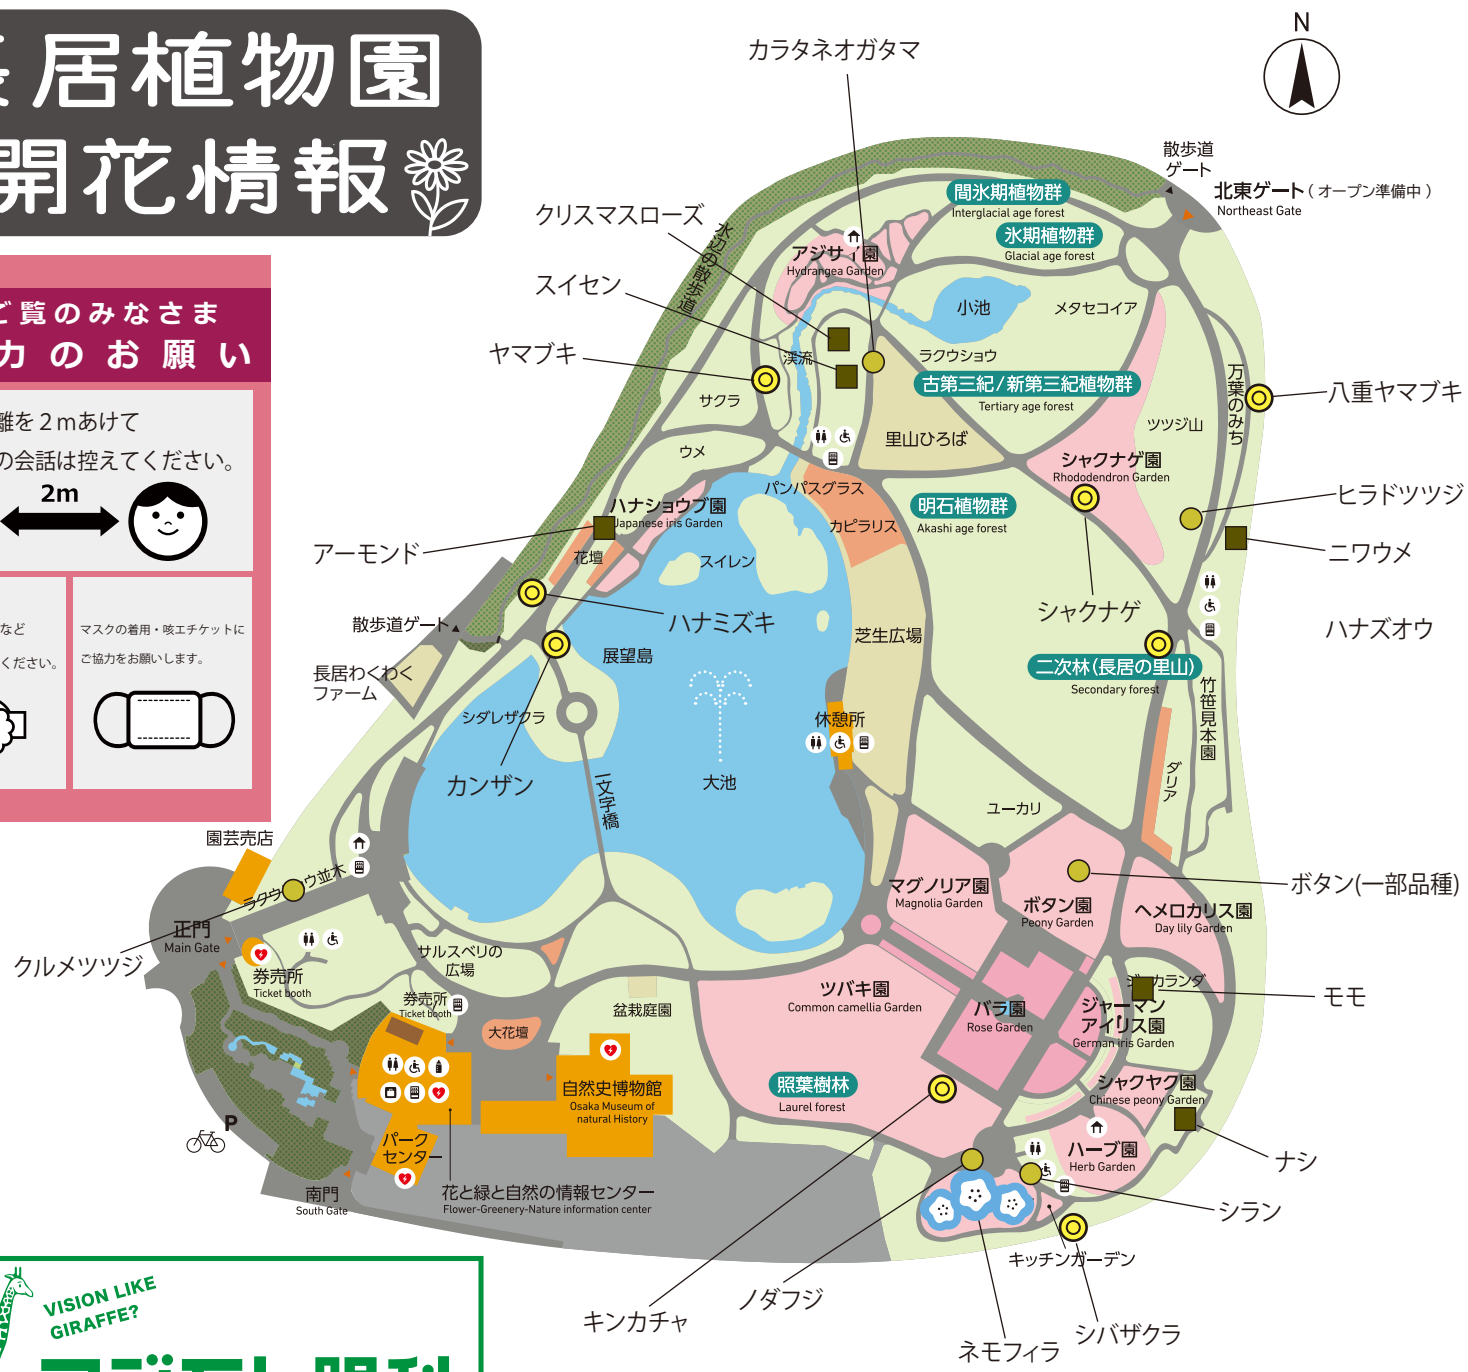 長居植物園
開花情報
ご覧のみなさま
力のお願い
離を2mあけて
の会話は控えてください。
2m
など
ください。
マスクの着用・咳エチケットに
ご協力をお願いします。
N
カラタネオガタマ
クリスマスローズ
スイセン
ヤマブキ
アーモンド
ハナミズキ
カンザン
クルメツツジ
キンカチャ
ノダフジ
ネモフィラ
シバザクラ
シラン
ナシ
モモ
ボタン(一部品種)
ハナズオウ
シャクナゲ
ニワウメ
ヒラドツツジ
八重ヤマブキ
散歩道
ゲート
北東ゲート(オープン準備中)
Northeast Gate
間氷期植物群
Interglacial age forest
氷期植物群
Glacial age forest
水辺の散歩道
アジサイ園
Hydrangea Garden
小池
メタセコイア
渓流
ラクウショウ
古第三紀/新第三紀植物群
Tertiary age forest
サクラ
ウメ
里山ひろば
ツツジ山
万葉のみち
シャクナゲ園
Rhododendron Garden
ハナショウブ園
Japanese iris Garden
パンパスグラス
カピラリス
明石植物群
Akashi age forest
花壇
スイレン
散歩道ゲート
長居わくわく
ファーム
展望島
芝生広場
二次林(長居の里山)
Secondary forest
竹笹見本園
シダレザクラ
休憩所
大池
一文字橋
ダリア
ユーカリ
園芸売店
正門
Main Gate
券売所
Ticket booth
サルスベリの
広場
券売所
Ticket booth
大花壇
盆栽庭園
マグノリア園
Magnolia Garden
ボタン園
Peony Garden
ヘメロカリス園
Day lily Garden
ツバキ園
Common camellia Garden
バラ園
Rose Garden
ジャーマン
アイリス園
German iris Garden
シャクヤク園
Chinese peony Garden
照葉樹林
Laurel forest
ハーブ園
Herb Garden
自然史博物館
Osaka Museum of
natural History
パーク
センター
花と緑と自然の情報センター
Flower-Greenery-Nature information center
P
南門
South Gate
キッチンガーデン
VISION LIKE
GIRAFFE?